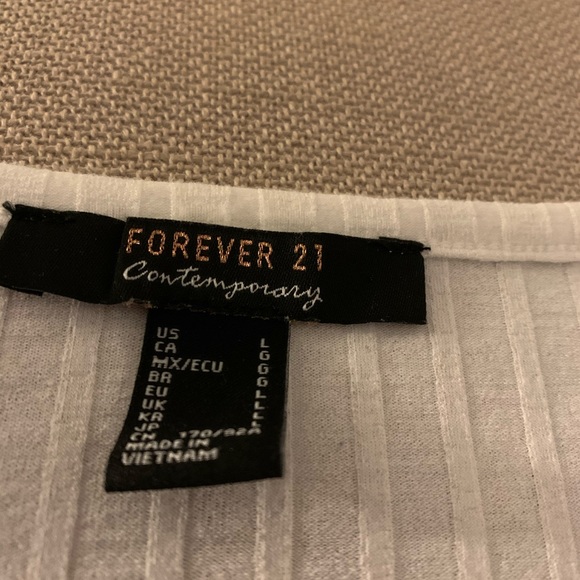 FOREVER 21
Contemporary
US L
CA G
MX/ECU G
BR G
EU L
UK L
KR L
JP L
CN 170/92A
MADE IN
VIETNAM